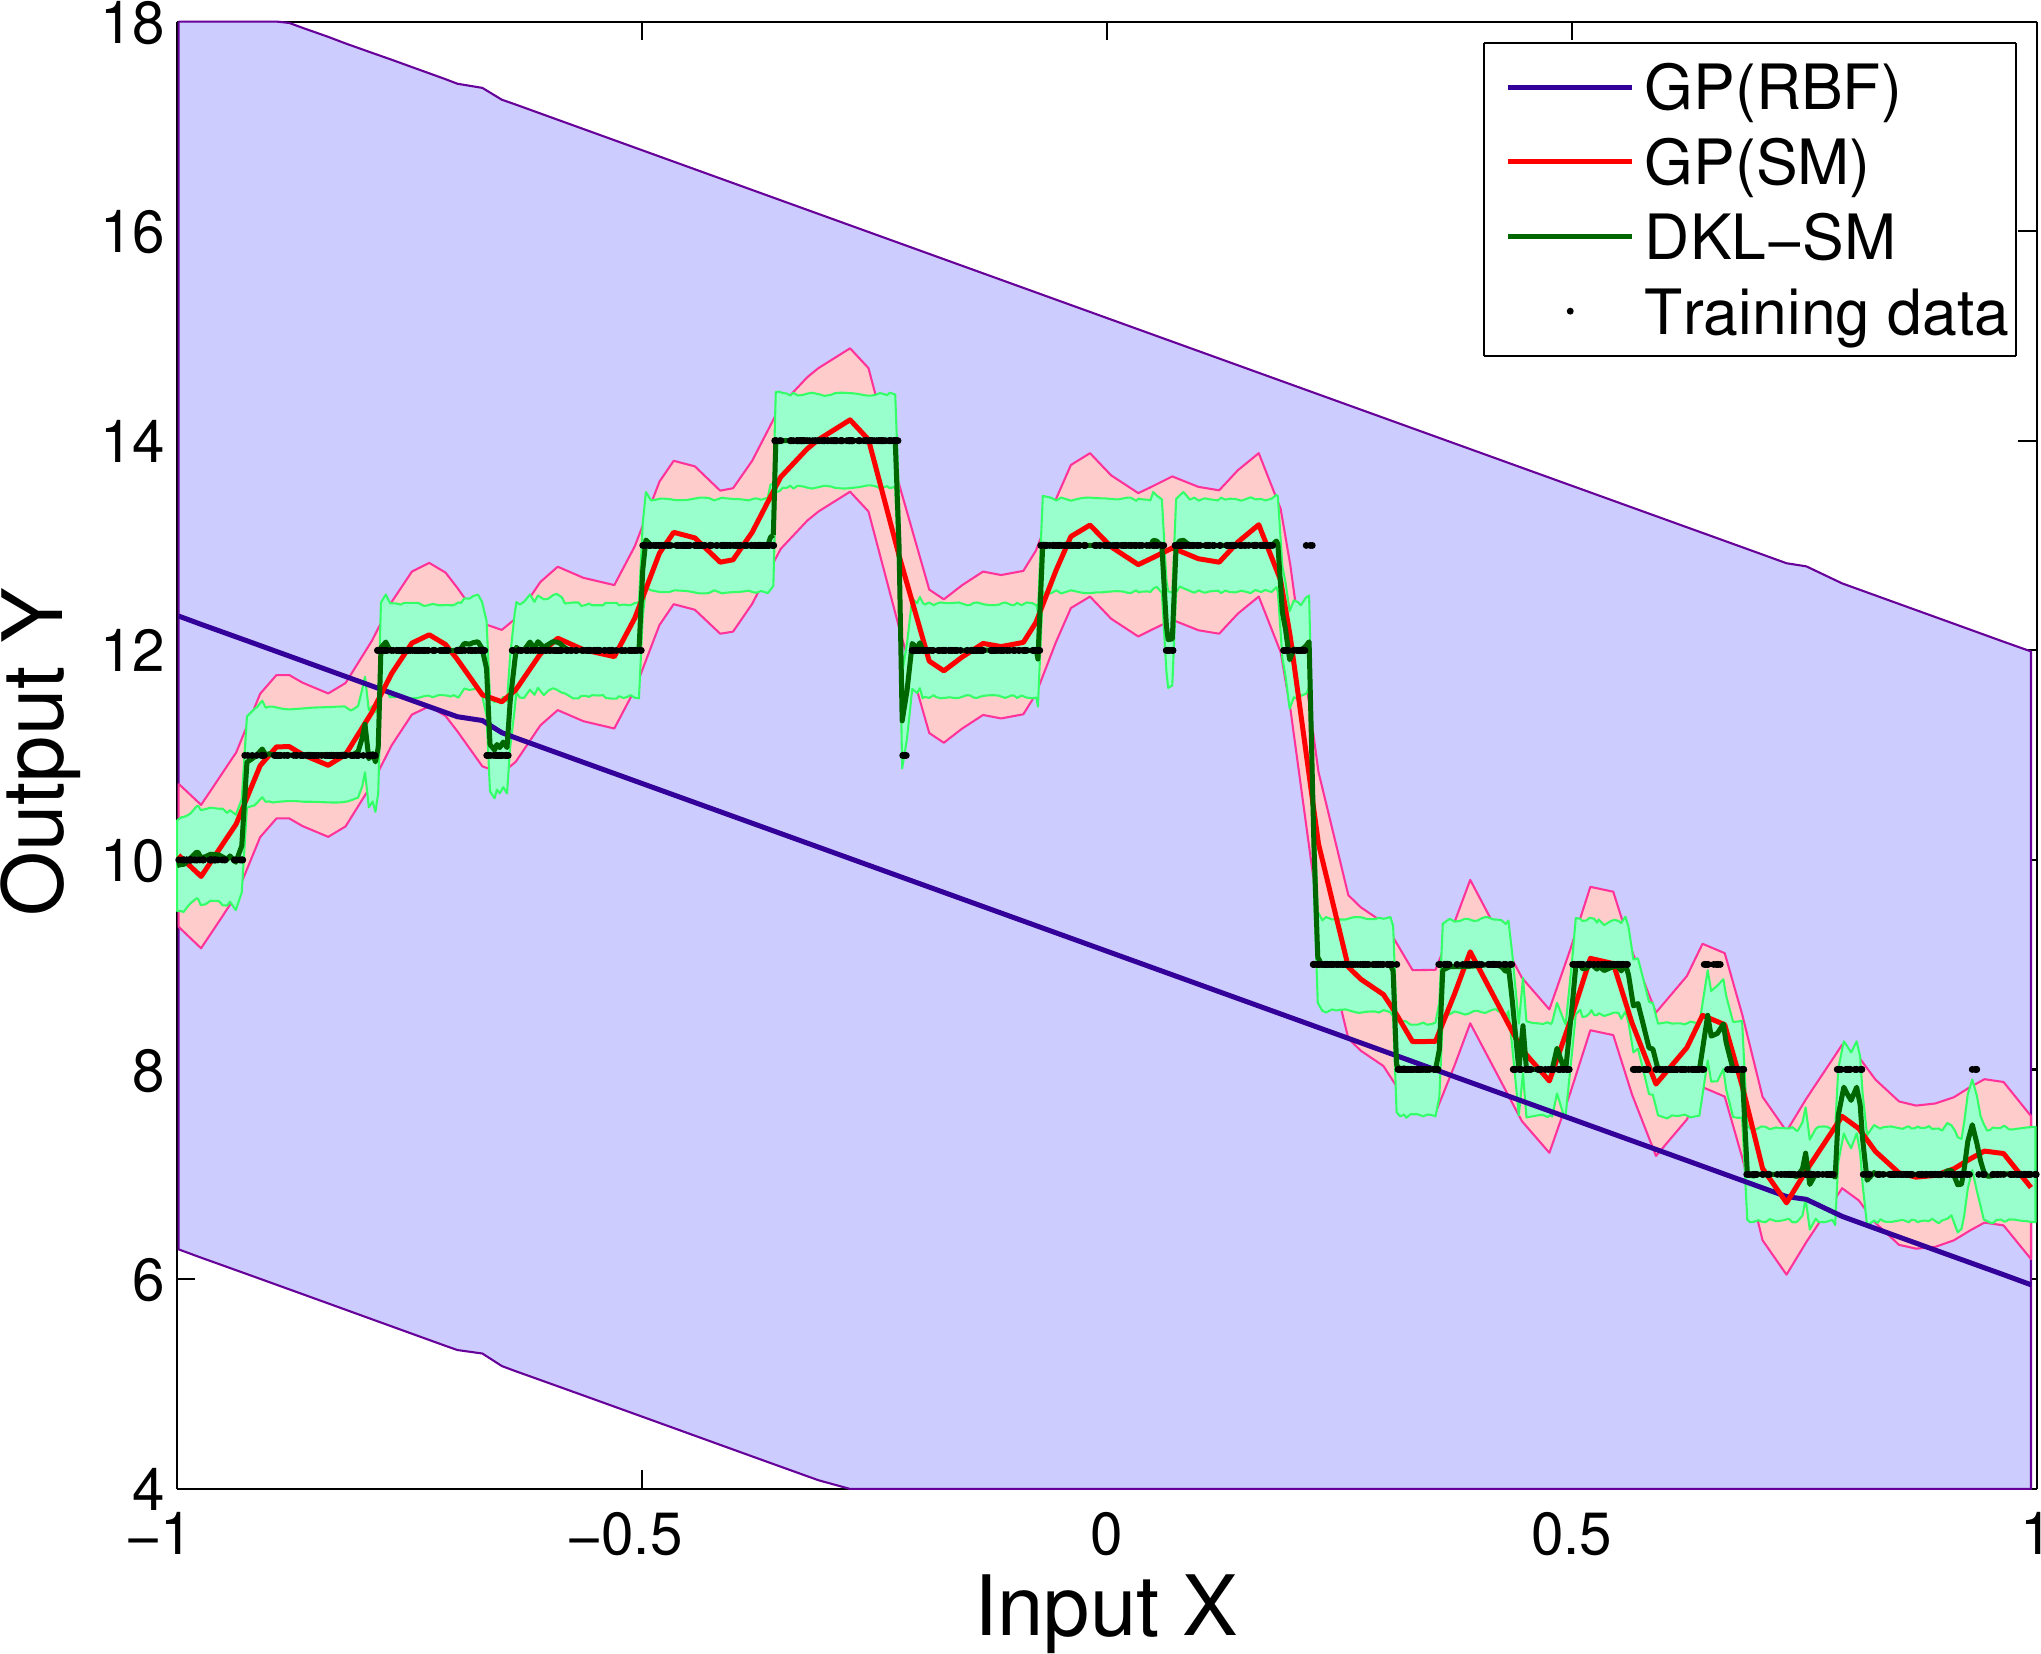 18
16
14
12
10
8
6
4
−1
−0.5
0
0.5
1
Output Y
Input X
GP(RBF)
GP(SM)
DKL−SM
Training data